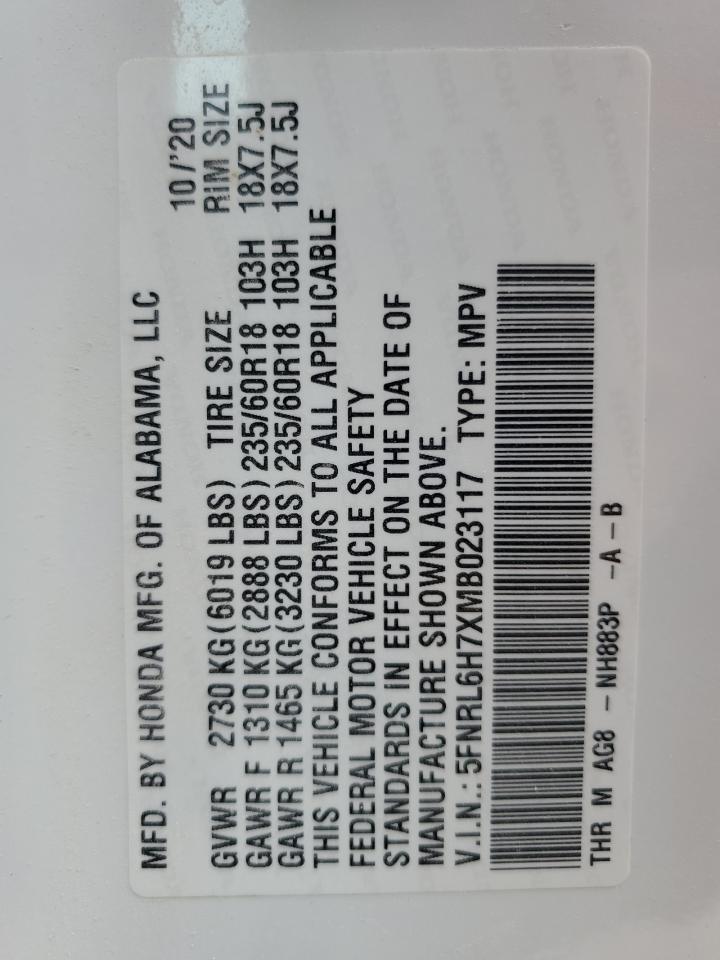 MFD. BY HONDA MFG. OF ALABAMA, LLC
10/'20
GVWR 2730 KG(6019 LBS) TIRE SIZE RIM SIZE
GAWR F 1310 KG(2888 LBS) 235/60R18 103H 18X7.5J
GAWR R 1465 KG(3230 LBS) 235/60R18 103H 18X7.5J
THIS VEHICLE CONFORMS TO ALL APPLICABLE
FEDERAL MOTOR VEHICLE SAFETY
STANDARDS IN EFFECT ON THE DATE OF
MANUFACTURE SHOWN ABOVE.
V.I.N.: 5FNRL6H7XMB023117 TYPE: MPV
THR M AG8 - NH883P -A-B